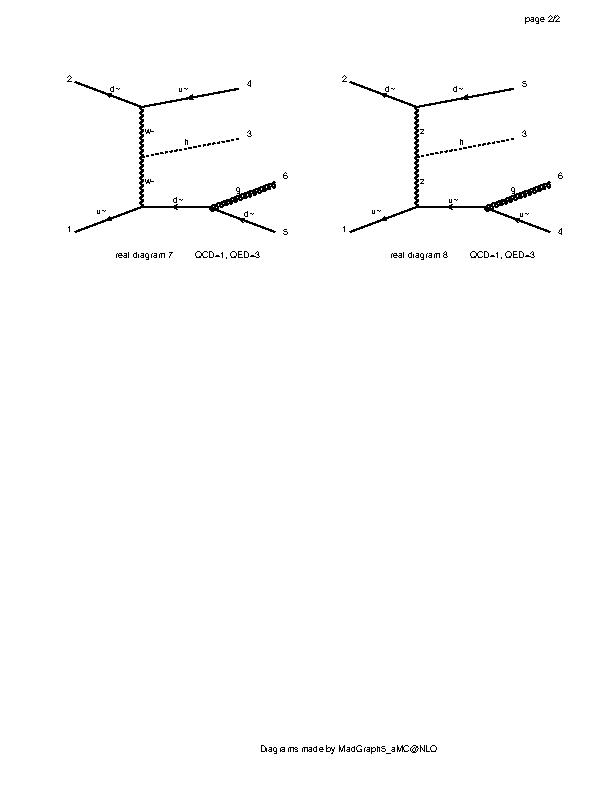 page 2/2
2 d~ u~ 4
w-
h 3
w-
6
g
u~ d~ d~
1 5
real diagram 7 QCD=1, QED=3
2 d~ d~ 5
z
h 3
z
6
g
u~ u~ u~
1 4
real diagram 8 QCD=1, QED=3
Diagrams made by MadGraph5_aMC@NLO